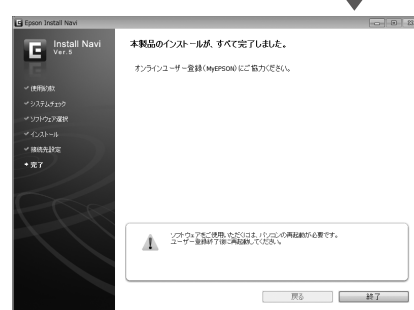 Epson Install Navi
Install Navi
Ver.5
使用許諾
システムチェック
ソフトウェア選択
インストール
接続先設定
完了
本製品のインストールが、すべて完了しました。
オンラインユーザー登録(MyEPSON)にご協力ください。
ソフトウェアをご使用いただくには、パソコンの再起動が必要です。
ユーザー登録終了後に再起動してください。
戻る
終了